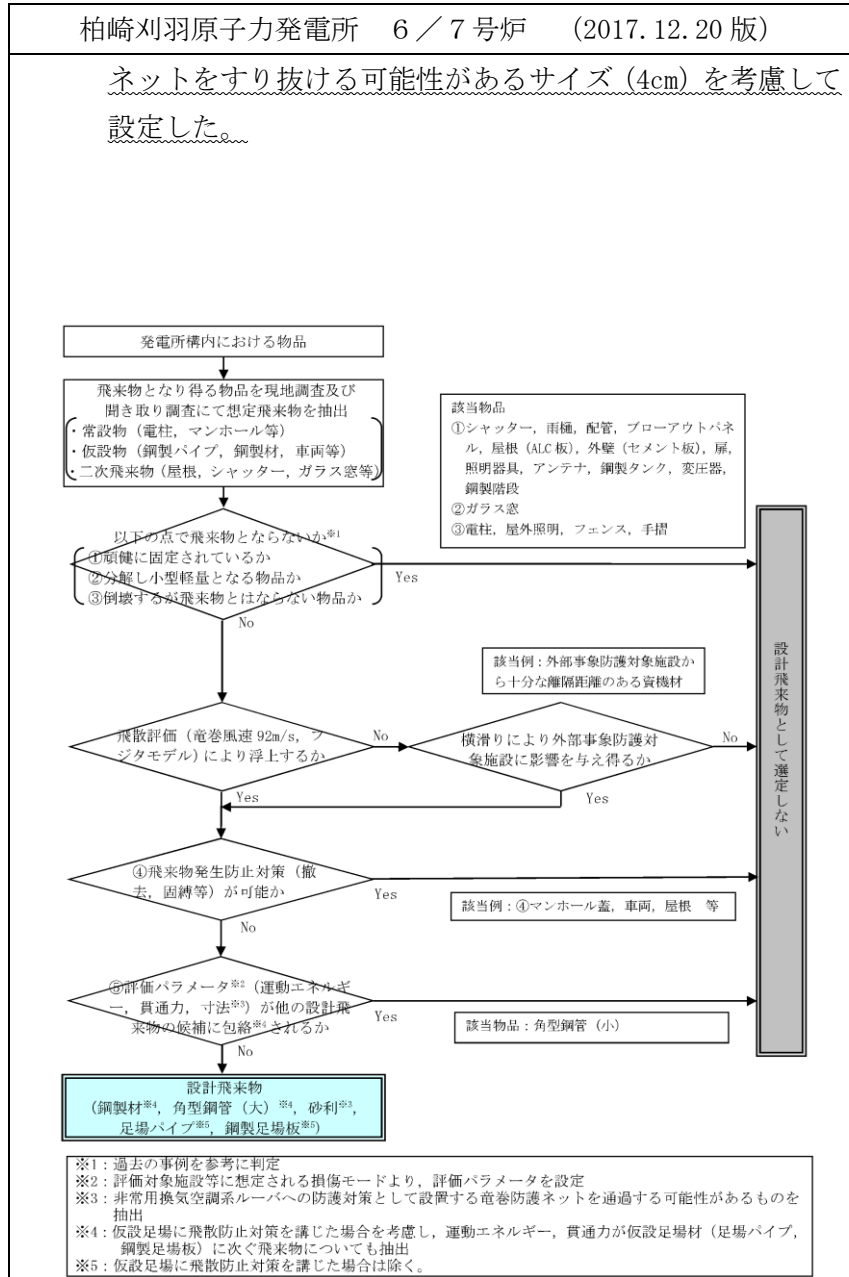 柏崎刈羽原子力発電所　６／７号炉　（2017.12.20 版）
ネットをすり抜ける可能性があるサイズ（4cm）を考慮して
設定した。
発電所構内における物品
飛来物となり得る物品を現地調査及び
聞き取り調査にて想定飛来物を抽出
・常設物（電柱，マンホール等）
・仮設物（鋼製パイプ，鋼製材，車両等）
・二次飛来物（屋根，シャッター，ガラス窓等）
該当物品
①シャッター，雨樋，配管，ブローアウトパネ
ル，屋根（ALC 板），外壁（セメント板），扉，
照明器具，アンテナ，鋼製タンク，変圧器，
鋼製階段
②ガラス窓
③電柱，屋外照明，フェンス，手摺
以下の点で飛来物とならないか※1
①頑健に固定されているか
②分解し小型軽量となる物品か
③倒壊するが飛来物とはならない物品か
Yes
No
設計飛来物として選定しない
該当例：外部事象防護対象施設か
ら十分な離隔距離のある資機材
飛散評価（竜巻風速 92m/s，フ
ジタモデル）により浮上するか
No
横滑りにより外部事象防護対
象施設に影響を与え得るか
No
Yes
Yes
④飛来物発生防止対策（撤
去，固縛等）が可能か
Yes
該当例：④マンホール蓋，車両，屋根　等
No
⑤評価パラメータ※2（運動エネルギ
ー，貫通力，寸法※3）が他の設計飛
来物の候補に包絡※4されるか
Yes
該当物品：角型鋼管（小）
No
設計飛来物
（鋼製材※4，角型鋼管（大）※4，砂利※3，
足場パイプ※5，鋼製足場板※5）
※1：過去の事例を参考に判定
※2：評価対象施設等に想定される損傷モードより，評価パラメータを設定
※3：非常用換気空調系ルーバへの防護対策として設置する竜巻防護ネットを通過する可能性があるものを
抽出
※4：仮設足場に飛散防止対策を講じた場合を考慮し，運動エネルギー，貫通力が仮設足場材（足場パイプ，
鋼製足場板）に次ぐ飛来物についても抽出
※5：仮設足場に飛散防止対策を講じた場合は除く。